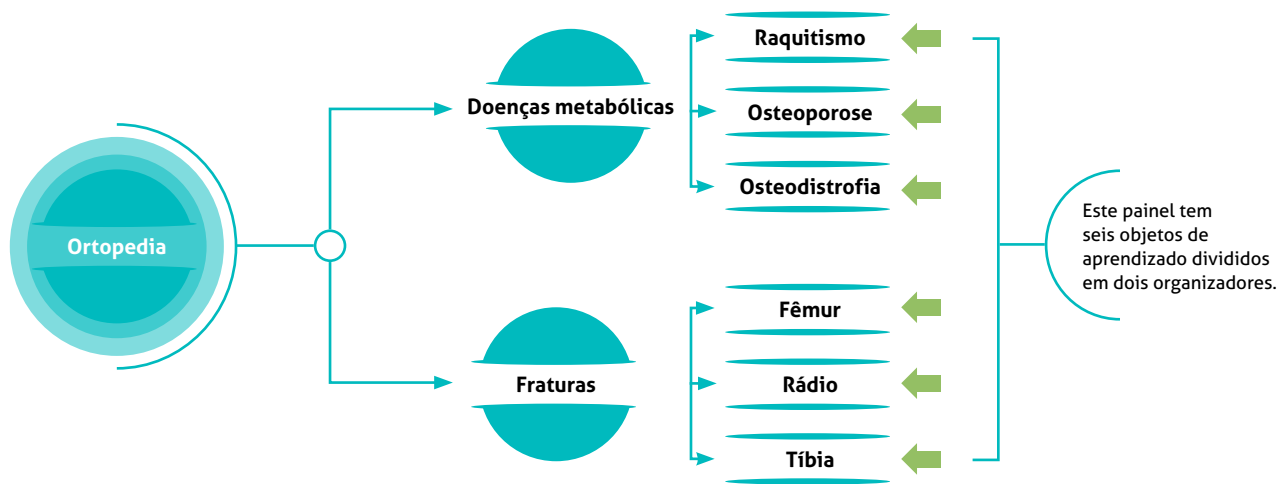 Ortopedia
Doenças metabólicas
Raquitismo
Osteoporose
Osteodistrofia
Fraturas
Fêmur
Rádio
Tíbia
Este painel tem
seis objetos de
aprendizado divididos
em dois organizadores.